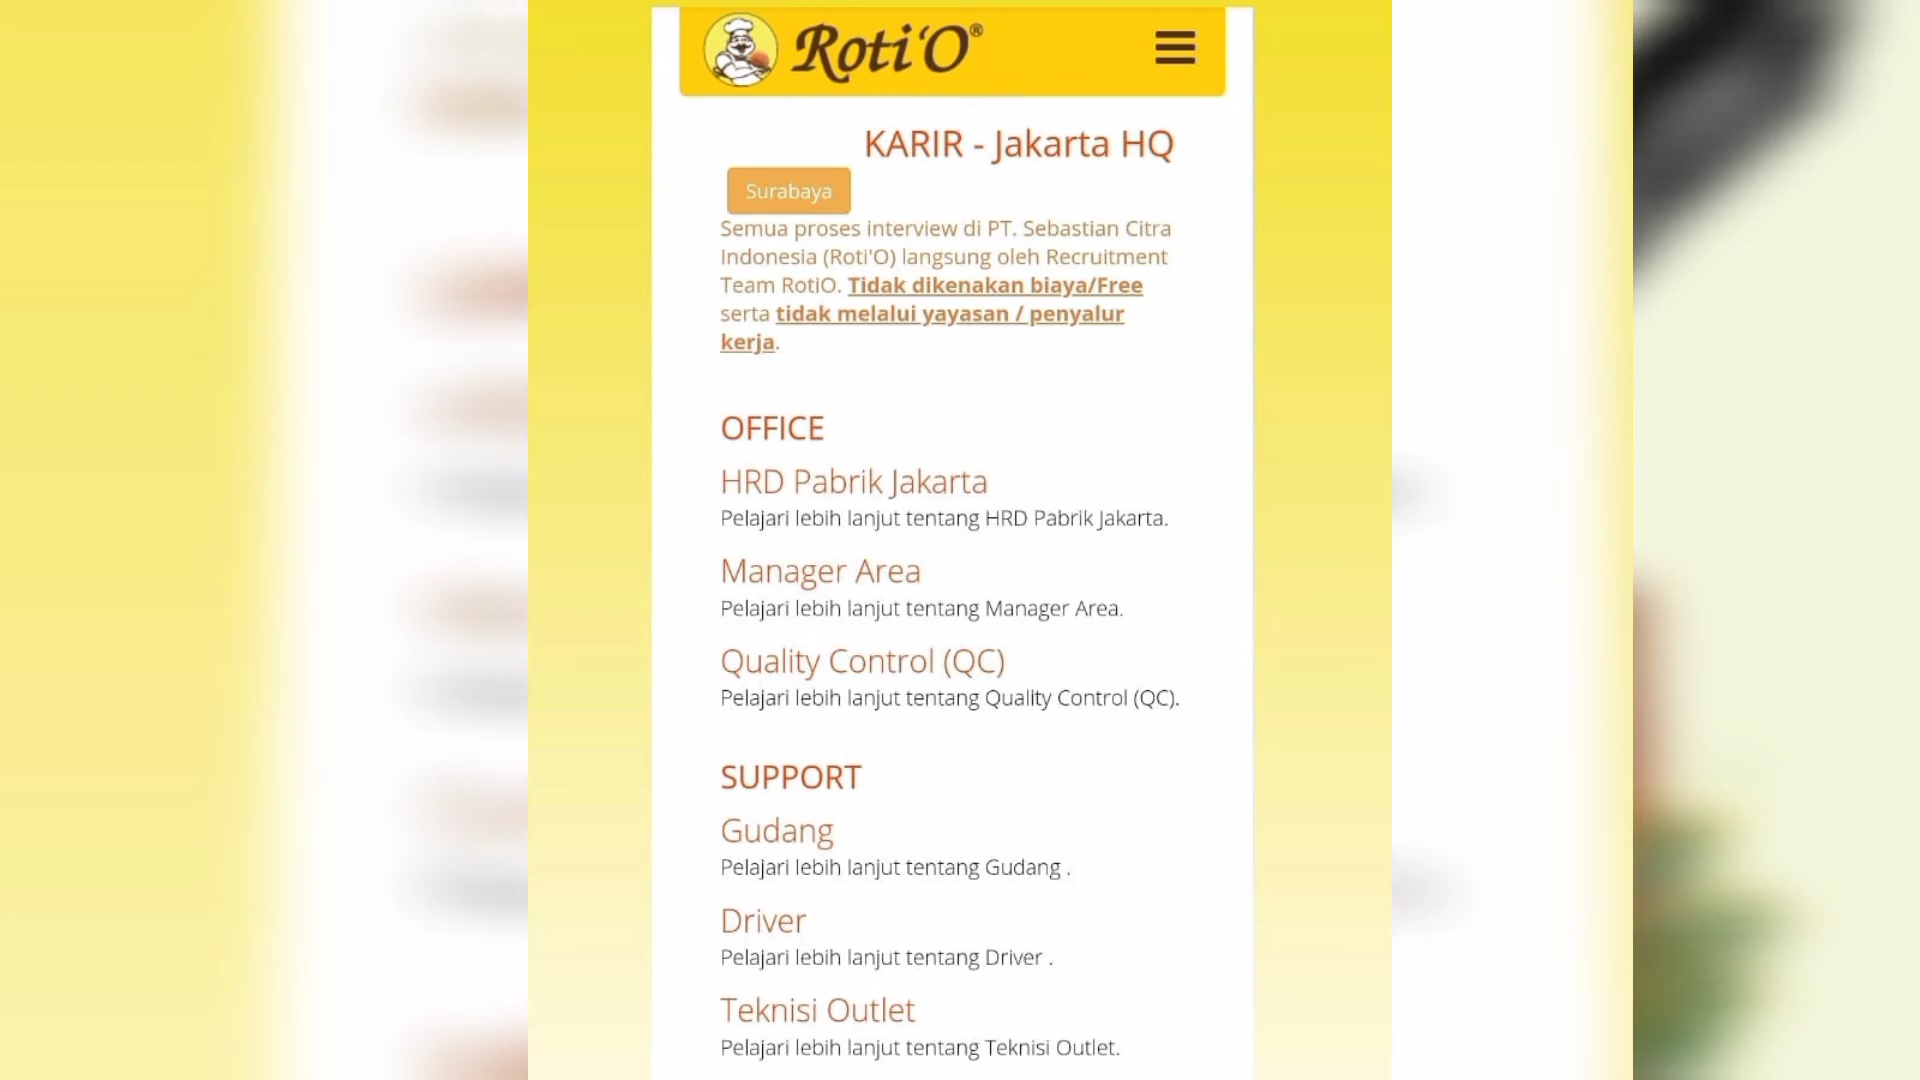 Roti'O®
KARIR - Jakarta HQ
Surabaya
Semua proses interview di PT. Sebastian Citra
Indonesia (Roti'O) langsung oleh Recruitment
Team RotiO. Tidak dikenakan biaya/Free
serta tidak melalui yayasan / penyalur
kerja.
OFFICE
HRD Pabrik Jakarta
Pelajari lebih lanjut tentang HRD Pabrik Jakarta.
Manager Area
Pelajari lebih lanjut tentang Manager Area.
Quality Control (QC)
Pelajari lebih lanjut tentang Quality Control (QC).
SUPPORT
Gudang
Pelajari lebih lanjut tentang Gudang .
Driver
Pelajari lebih lanjut tentang Driver .
Teknisi Outlet
Pelajari lebih lanjut tentang Teknisi Outlet.